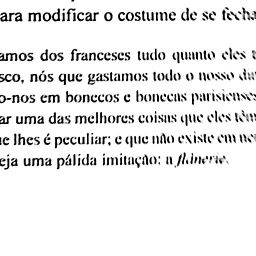 ara modificar o costume de se fecha
amos dos franceses tudo quanto eles t
sco, nós que gastamos todo o nosso
o-nos em bonecos e bonecas parisienses
ar uma das melhores coisas que eles têm
e lhes é peculiar; e que não existe em
eja uma pálida imitação: a flânerie.